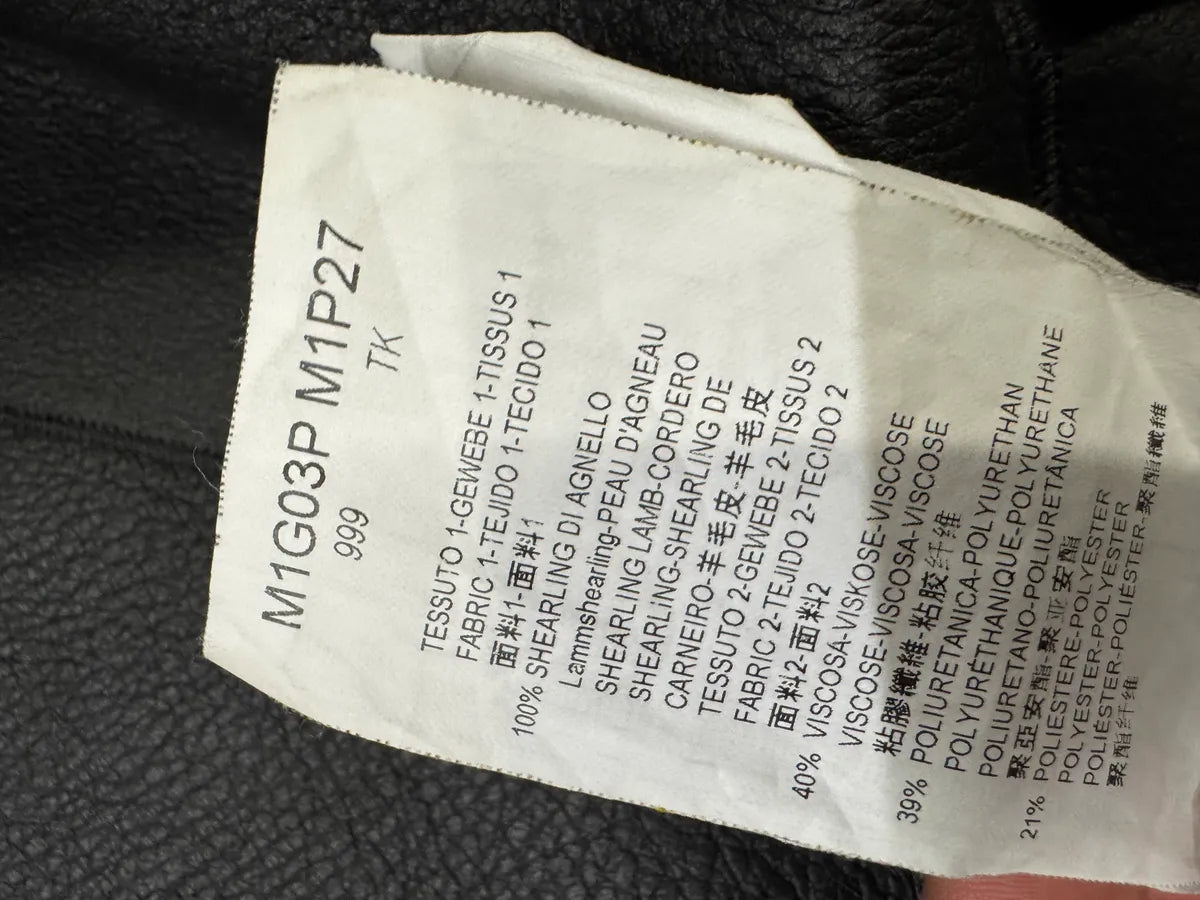 M1G03P M1P27
999 TK
TESSUTO 1-GEWEBE 1-TISSUS 1
FABRIC 1-TEJIDO 1-TECIDO 1
面料1-面料1
100% SHEARLING DI AGNELLO
Lammshearling-PEAU D'AGNEAU
SHEARLING LAMB-CORDERO
SHEARLING-SHEARLING DE
CARNEIRO-羊毛皮-羊毛皮
TESSUTO 2-GEWEBE 2-TISSUS 2
FABRIC 2-TEJIDO 2-TECIDO 2
面料2-面料2
40% VISCOSA-VISKOSE-VISCOSE
VISCOSE-VISCOSA-VISCOSE
粘膠纖維-粘胶纤维
39% POLIURETANICA-POLYURETHAN
POLYURÉTHANIQUE-POLYURETHANE
POLIURETANO-POLIURETÂNICA
聚亞安酯-聚亚安酯
21% POLIESTERE-POLYESTER
POLYESTER-POLYESTER
POLIÉSTER-POLIÉSTER-聚酯纖維
聚酯纤维